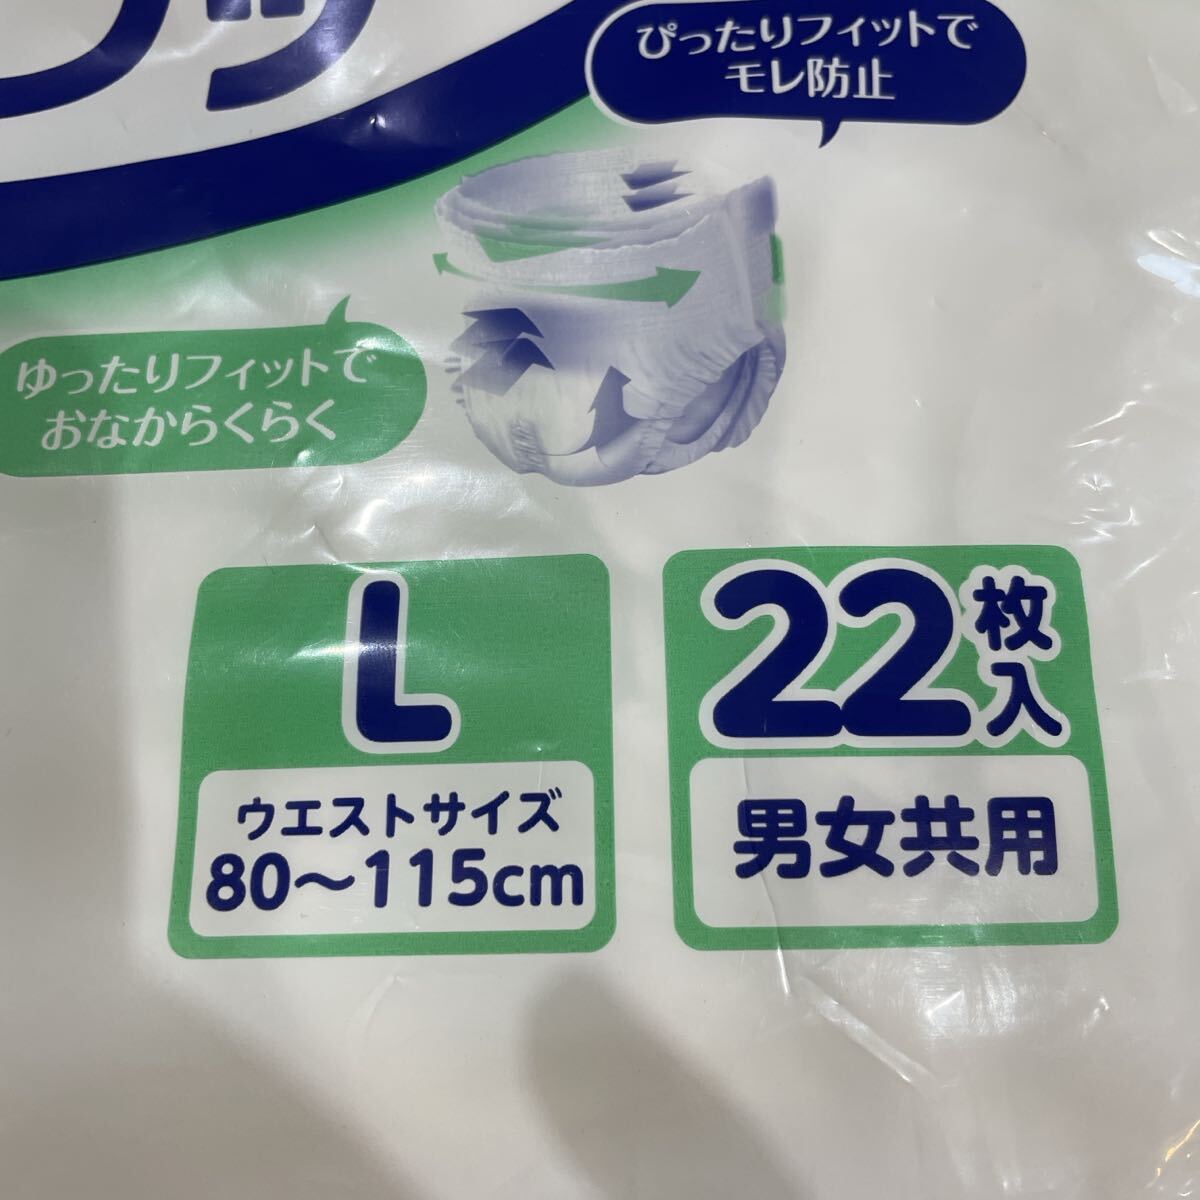 ぴったりフィットで
モレ防止
ゆったりフィットで
おなからくらく
L
ウエストサイズ
80～115cm
22枚入
男女共用